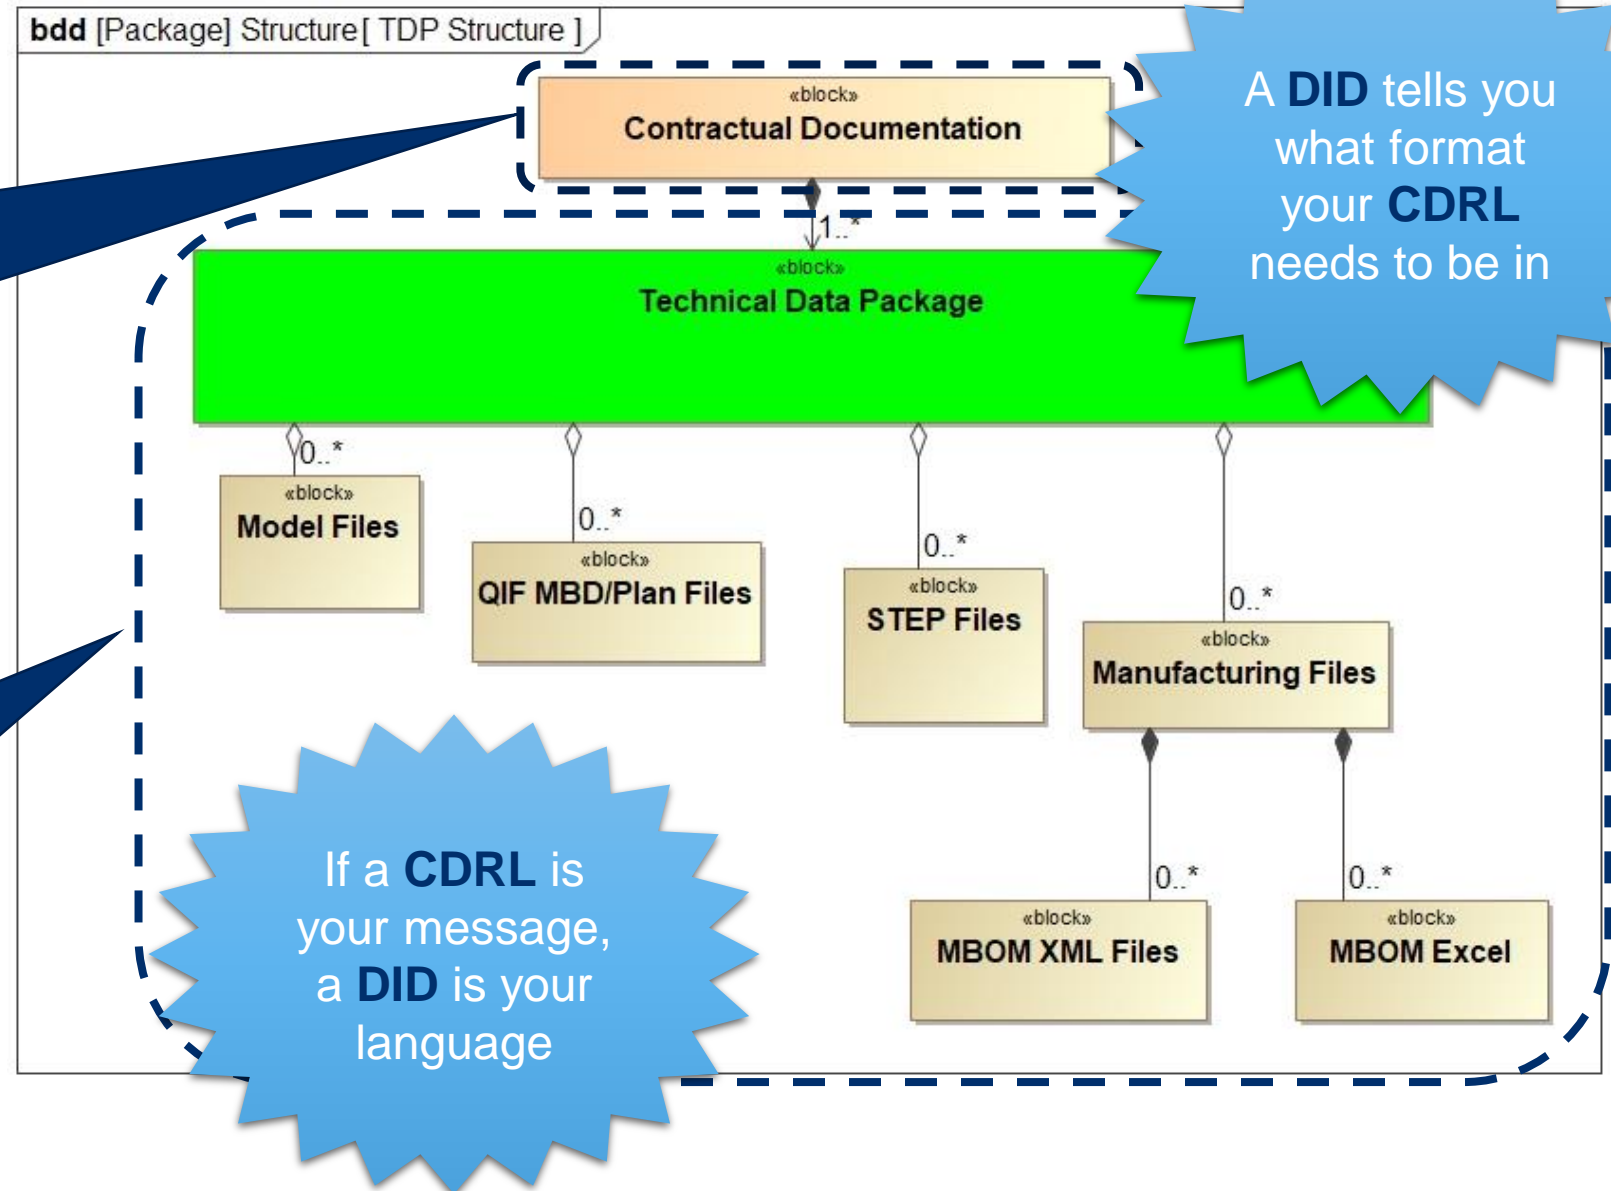 bdd [Package] Structure[ TDP Structure ]
«block»
Contractual Documentation
A DID tells you
what format
your CDRL
needs to be in
1..*
«block»
Technical Data Package
0..*
«block»
Model Files
0..*
«block»
QIF MBD/Plan Files
0..*
«block»
STEP Files
0..*
«block»
Manufacturing Files
If a CDRL is
your message,
a DID is your
language
0..*
«block»
MBOM XML Files
0..*
«block»
MBOM Excel